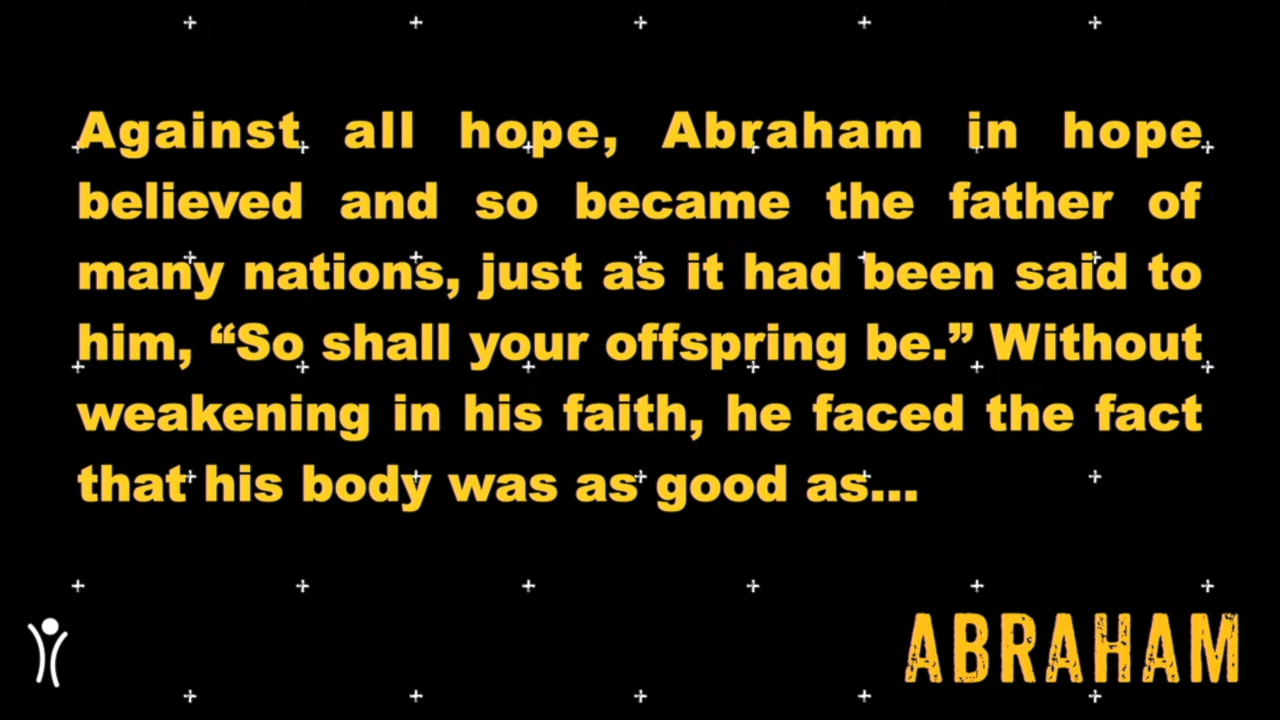 Against all hope, Abraham in hope
believed and so became the father of
many nations, just as it had been said to
him, “So shall your offspring be.” Without
weakening in his faith, he faced the fact
that his body was as good as...
ABRAHAM